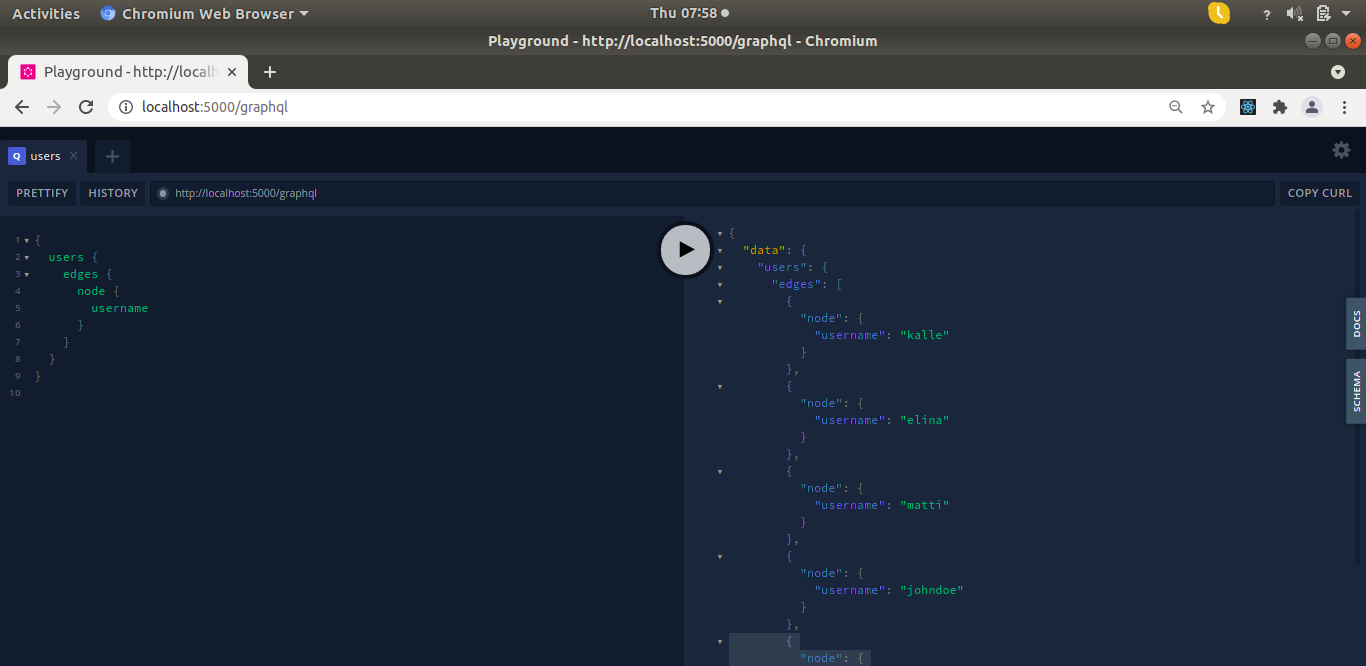 Activities Chromium Web Browser Thu 07:58
Playground - http://localhost:5000/graphql - Chromium
Playground - http://localh
localhost:5000/graphql
Q users
PRETTIFY HISTORY http://localhost:5000/graphql COPY CURL
1 {
2 users {
3 edges {
4 node {
5 username
6 }
7 }
8 }
9 }
10
{
"data": {
"users": {
"edges": [
{
"node": {
"username": "kalle"
}
},
{
"node": {
"username": "elina"
}
},
{
"node": {
"username": "matti"
}
},
{
"node": {
"username": "johndoe"
}
},
{
"node": {
DOCS
SCHEMA